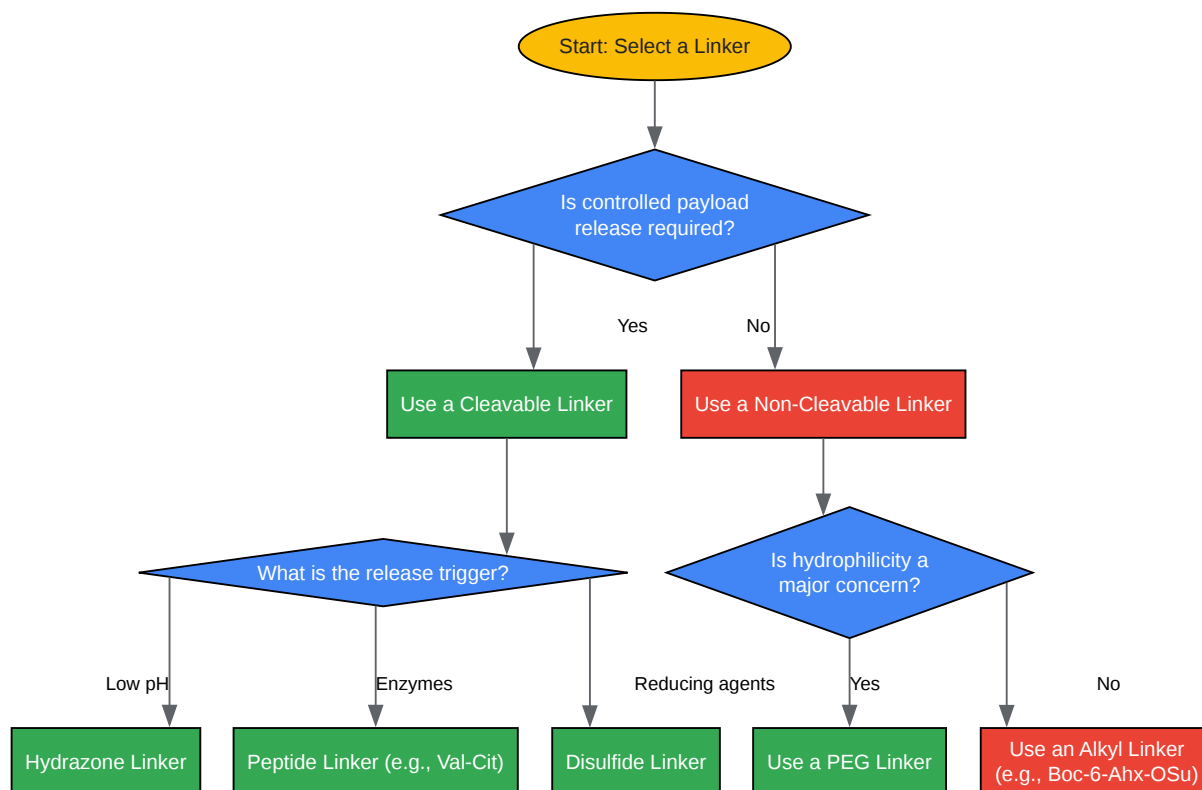 Start: Select a Linker
Is controlled payload
release required?
Yes
No
Use a Cleavable Linker
Use a Non-Cleavable Linker
What is the release trigger?
Is hydrophilicity a
major concern?
Low pH
Enzymes
Reducing agents
Yes
No
Hydrazone Linker
Peptide Linker (e.g., Val-Cit)
Disulfide Linker
Use a PEG Linker
Use an Alkyl Linker
(e.g., Boc-6-Ahx-OSu)